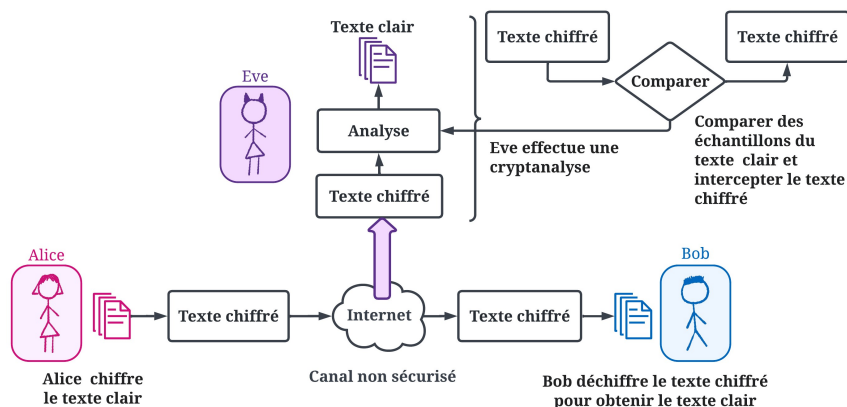 Texte clair
Texte chiffré
Texte chiffré
Comparer
Eve
Analyse
Eve effectue une
cryptanalyse
Comparer des
échantillons du
texte clair et
intercepter le texte
chiffré
Texte chiffré
Alice
Bob
Texte chiffré
Internet
Texte chiffré
Canal non sécurisé
Alice chiffre
le texte clair
Bob déchiffre le texte chiffré
pour obtenir le texte clair